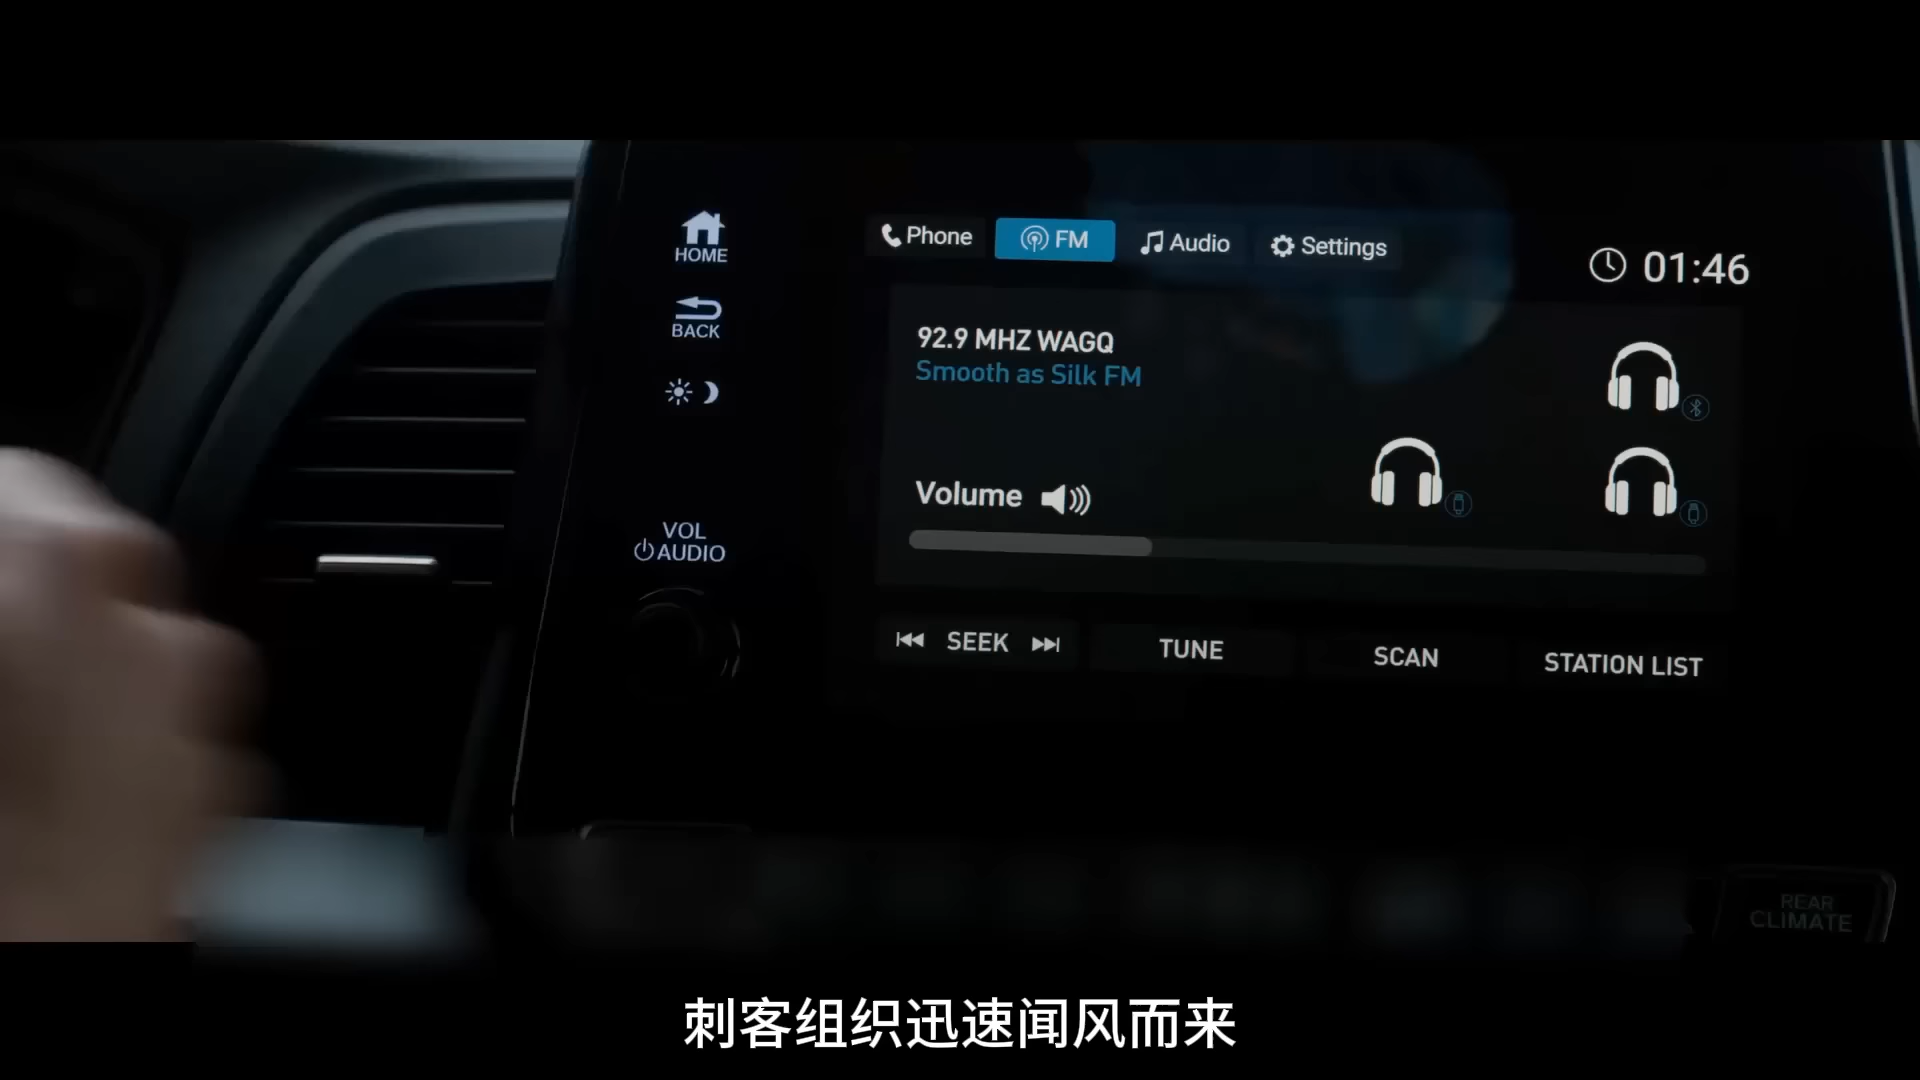 HOME
BACK
VOL
AUDIO
Phone
FM
Audio
Settings
01:46
92.9 MHZ WAGQ
Smooth as Silk FM
Volume
SEEK
TUNE
SCAN
STATION LIST
REAR
CLIMATE
刺客组织迅速闻风而来